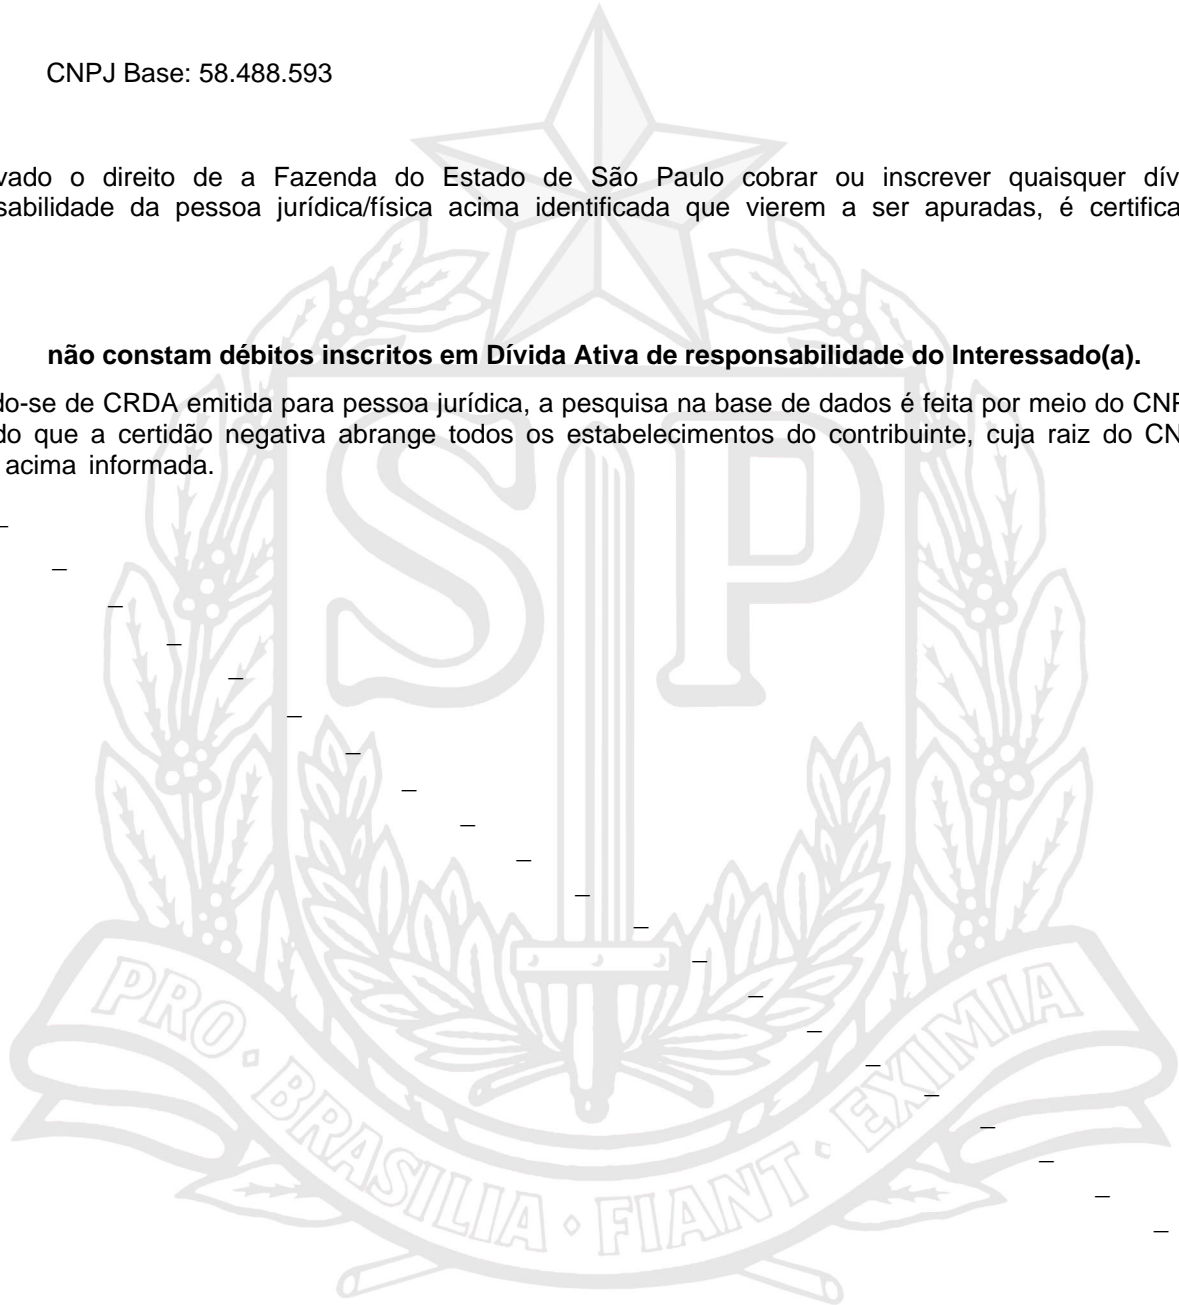 CNPJ Base: 58.488.593
vado o direito de a Fazenda do Estado de São Paulo cobrar ou inscrever quaisquer dív
sabilidade da pessoa jurídica/física acima identificada que vierem a ser apuradas, é certifica
não constam débitos inscritos em Dívida Ativa de responsabilidade do Interessado(a).
do-se de CRDA emitida para pessoa jurídica, a pesquisa na base de dados é feita por meio do CNP
do que a certidão negativa abrange todos os estabelecimentos do contribuinte, cuja raiz do CN
acima informada.
SP
PRO BRASILIA FIANT EXIMIA